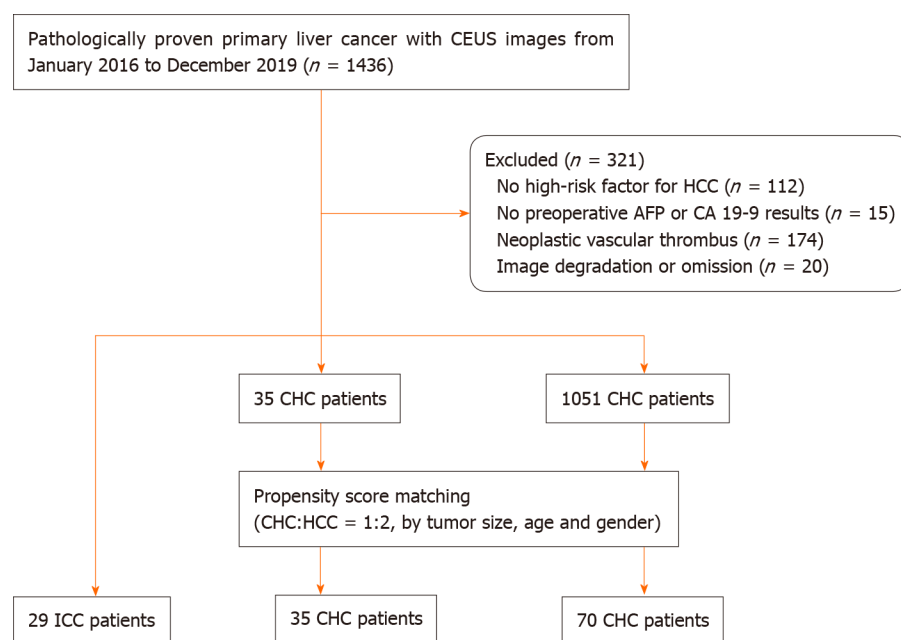 Pathologically proven primary liver cancer with CEUS images from
January 2016 to December 2019 (n = 1436)
Excluded (n = 321)
No high-risk factor for HCC (n = 112)
No preoperative AFP or CA 19-9 results (n = 15)
Neoplastic vascular thrombus (n = 174)
Image degradation or omission (n = 20)
35 CHC patients
1051 CHC patients
Propensity score matching
(CHC:HCC = 1:2, by tumor size, age and gender)
29 ICC patients
35 CHC patients
70 CHC patients